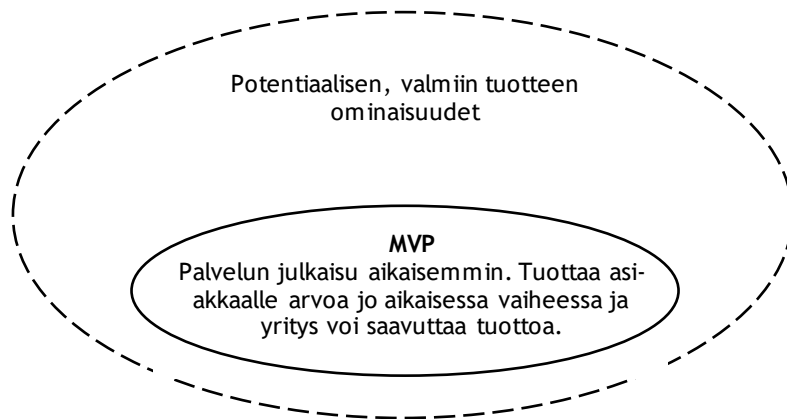 Potentiaalisen, valmiin tuotteen
ominaisuudet
MVP
Palvelun julkaisu aikaisemmin. Tuottaa asi-
akkaalle arvoa jo aikaisessa vaiheessa ja
yritys voi saavuttaa tuottoa.